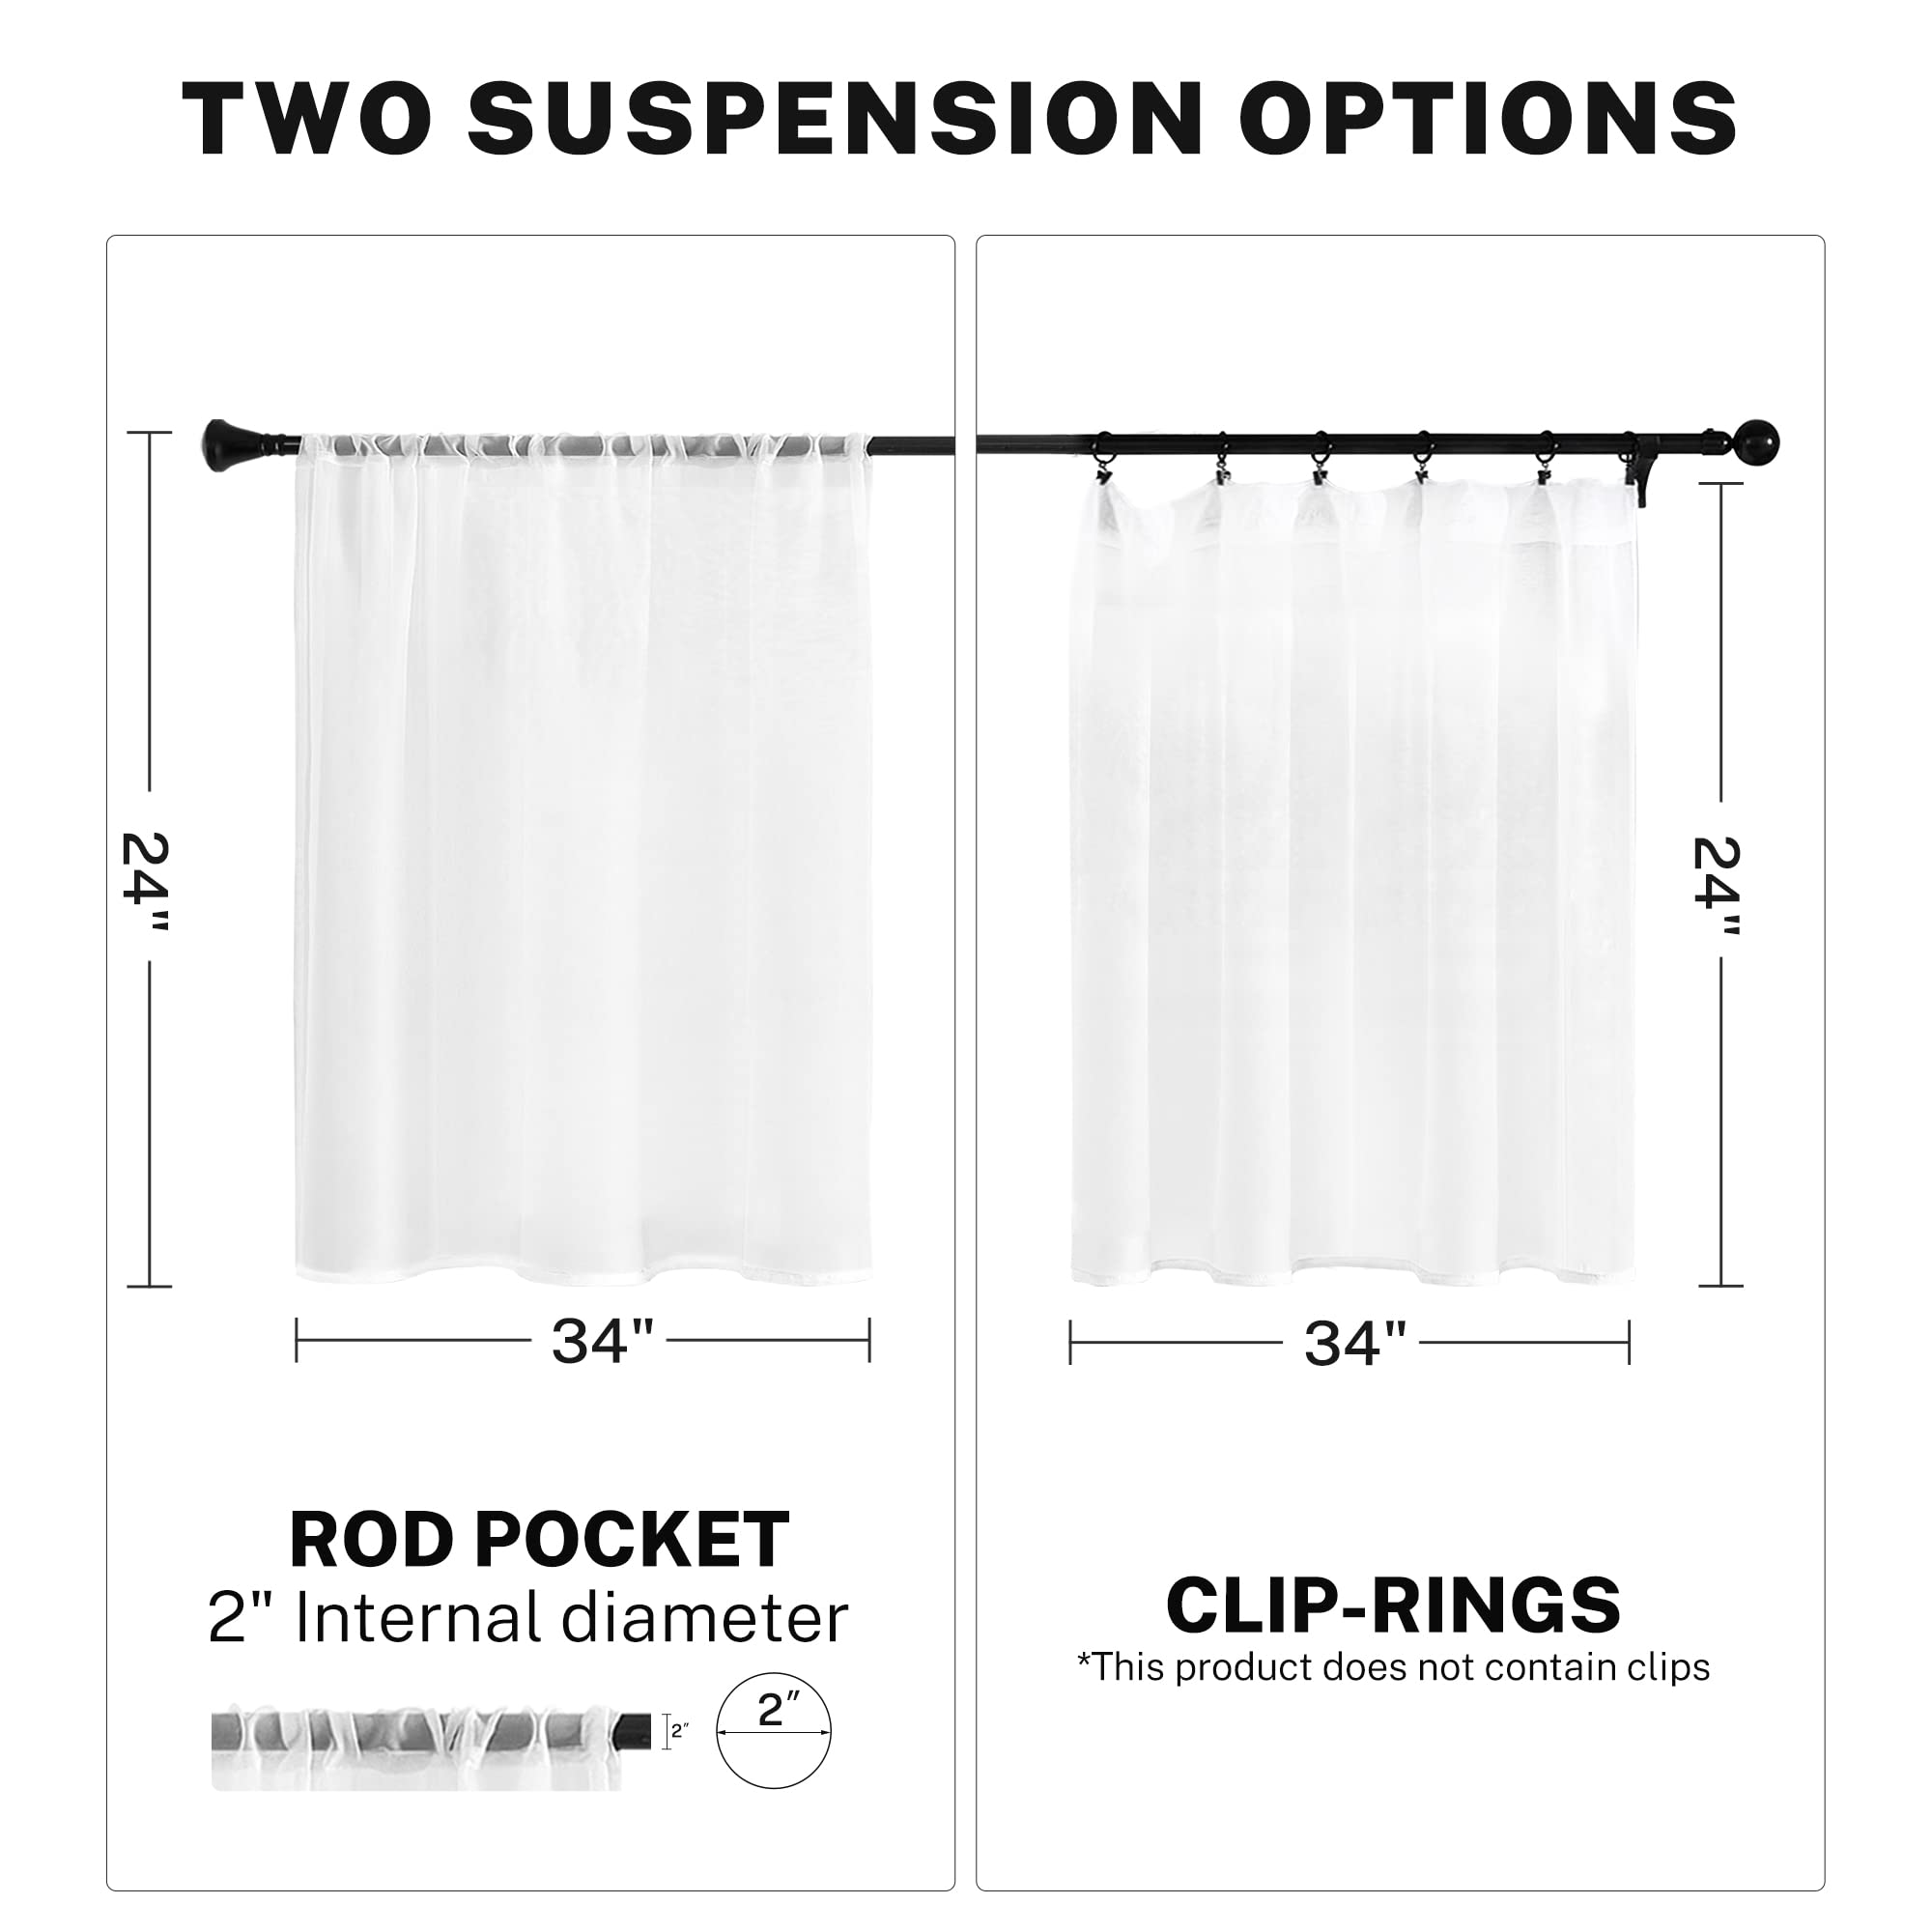 TWO SUSPENSION OPTIONS
24"
34"
ROD POCKET
2" Internal diameter
2″
2″
24"
34"
CLIP-RINGS
*This product does not contain clips